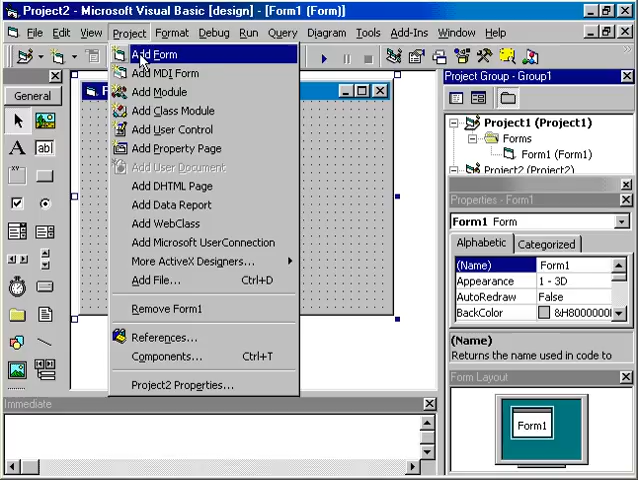 Project2 - Microsoft Visual Basic [design] - [Form1 (Form)]
File Edit View Project Format Debug Run Query Diagram Tools Add-Ins Window Help
General
A
ab|
Add Form
Add MDI Form
Add Module
Add Class Module
Add User Control
Add Property Page
Add User Document
Add DHTML Page
Add Data Report
Add WebClass
Add Microsoft UserConnection
More ActiveX Designers...
Add File... Ctrl+D
Remove Form1
References...
Components... Ctrl+T
Project2 Properties...
Project Group - Group1
Project1 (Project1)
Forms
Form1 (Form1)
Project2 (Project2)
Properties - Form1
Form1 Form
Alphabetic Categorized
(Name) Form1
Appearance 1 - 3D
AutoRedraw False
BackColor &H8000000
(Name)
Returns the name used in code to
Form Layout
Form1
Immediate